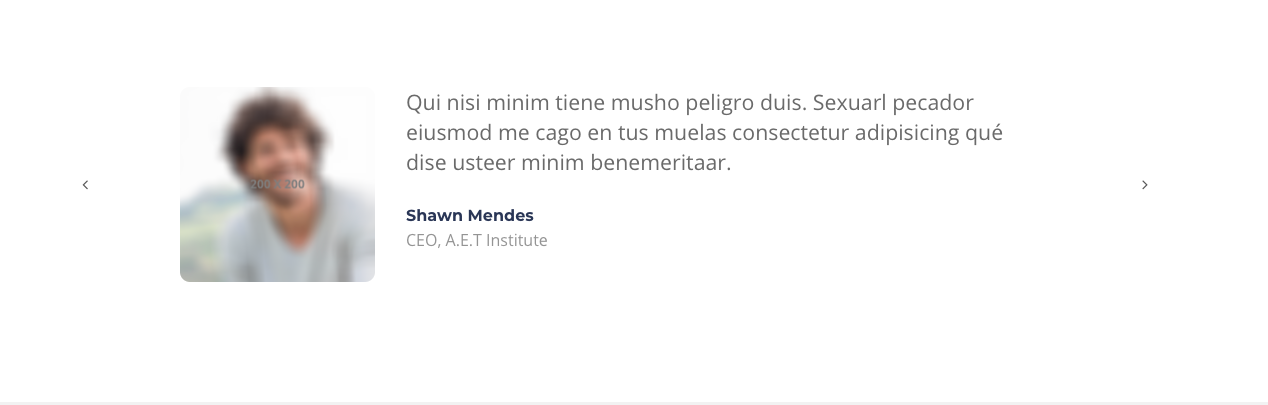 Qui nisi minim tiene musho peligro duis. Sexuarl pecador
eiusmod me cago en tus muelas consectetur adipisicing qué
dise usteer minim benemeritaar.
200 x 200
Shawn Mendes
CEO, A.E.T Institute